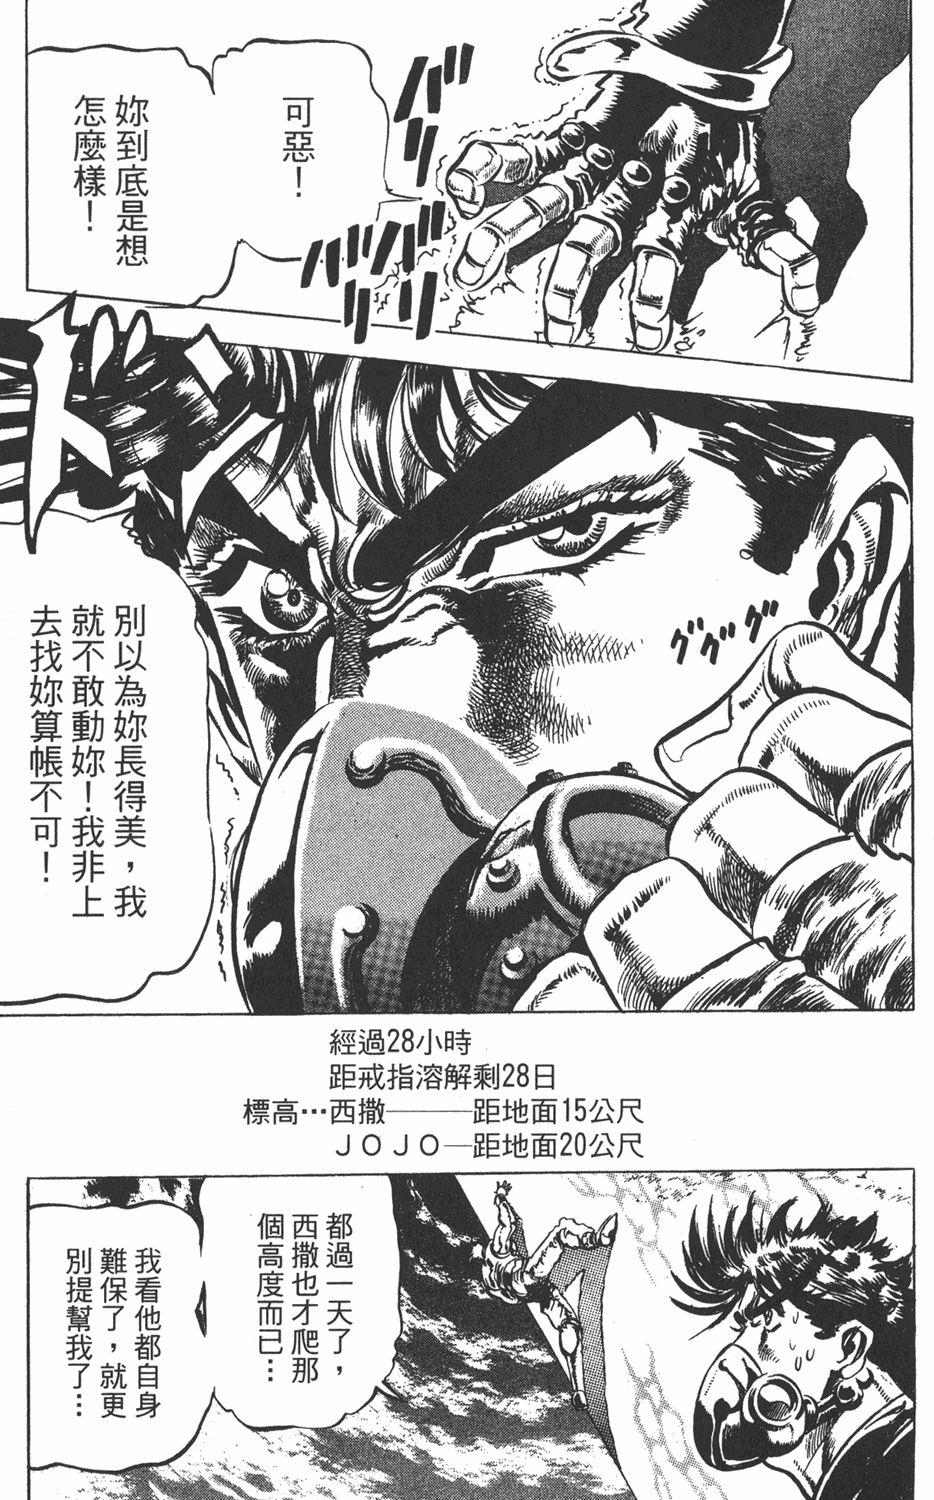 可惡！
妳到底是想
怎麼樣！
ド
ン
グググ
別以為妳長得美，我
就不敢動妳！我非上
去找妳算帳不可！
經過28小時
距戒指溶解剩28日
標高…西撒———距地面15公尺
ＪＯＪＯ—距地面20公尺
都過一天了，
西撒也才爬那
個高度而已…
我看他都自身
難保了，就更
別提幫我了…